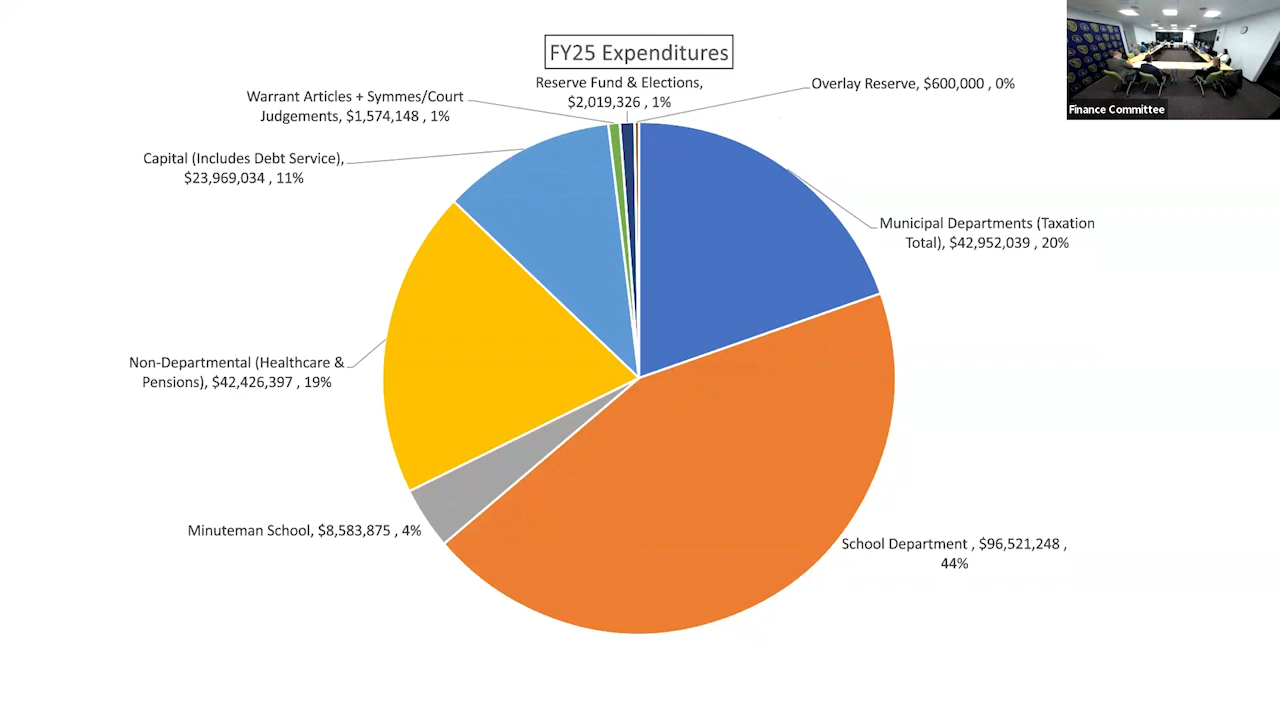 FY25 Expenditures
Reserve Fund & Elections,
$2,019,326 , 1%
Overlay Reserve, $600,000 , 0%
Warrant Articles + Symmes/Court
Judgements, $1,574,148 , 1%
Capital (Includes Debt Service),
$23,969,034 , 11%
Municipal Departments (Taxation
Total), $42,952,039 , 20%
Non-Departmental (Healthcare &
Pensions), $42,426,397 , 19%
Minuteman School, $8,583,875 , 4%
School Department , $96,521,248 ,
44%
Finance Committee